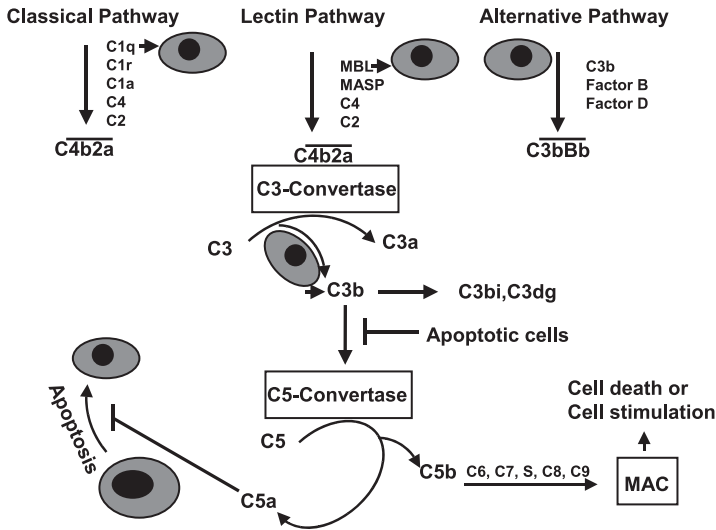 Classical Pathway
Lectin Pathway
Alternative Pathway
C1q
C1r
C1a
C4
C2
C4b2a
MBL
MASP
C4
C2
C4b2a
C3b
Factor B
Factor D
C3bBb
C3-Convertase
C3
C3a
C3b
C3bi,C3dg
Apoptotic cells
C5-Convertase
Cell death or
Cell stimulation
Apoptosis
C5
C5a
C5b
C6, C7, S, C8, C9
MAC